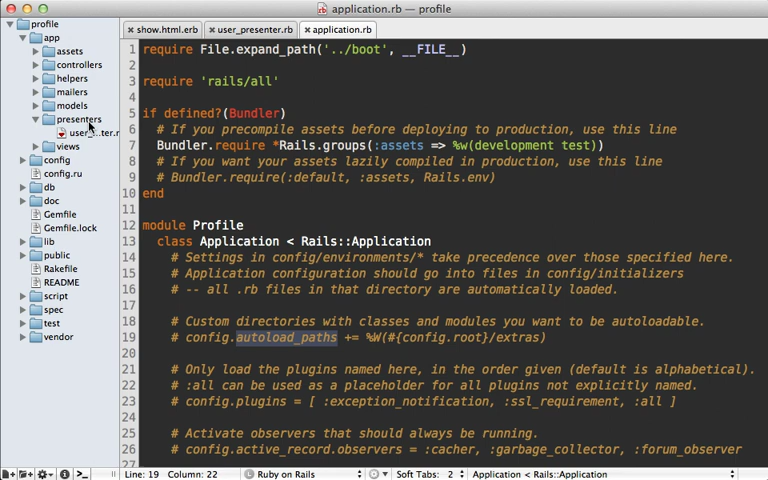 application.rb — profile
profile
app
assets
controllers
helpers
mailers
models
presenters
user_...ter.r
views
config
config.ru
db
doc
Gemfile
Gemfile.lock
lib
public
Rakefile
README
script
spec
test
vendor
× show.html.erb × user_presenter.rb × application.rb
1 require File.expand_path('../boot', __FILE__)
2
3 require 'rails/all'
4
5 if defined?(Bundler)
6 # If you precompile assets before deploying to production, use this line
7 Bundler.require *Rails.groups(:assets => %w(development test))
8 # If you want your assets lazily compiled in production, use this line
9 # Bundler.require(:default, :assets, Rails.env)
10 end
11
12 module Profile
13 class Application < Rails::Application
14 # Settings in config/environments/* take precedence over those specified here.
15 # Application configuration should go into files in config/initializers
16 # -- all .rb files in that directory are automatically loaded.
17
18 # Custom directories with classes and modules you want to be autoloadable.
19 # config.autoload_paths += %W(#{config.root}/extras)
20
21 # Only load the plugins named here, in the order given (default is alphabetical).
22 # :all can be used as a placeholder for all plugins not explicitly named.
23 # config.plugins = [ :exception_notification, :ssl_requirement, :all ]
24
25 # Activate observers that should always be running.
26 # config.active_record.observers = :cacher, :garbage_collector, :forum_observer
27
Line: 19 Column: 22 Ruby on Rails Soft Tabs: 2 Application < Rails::Application